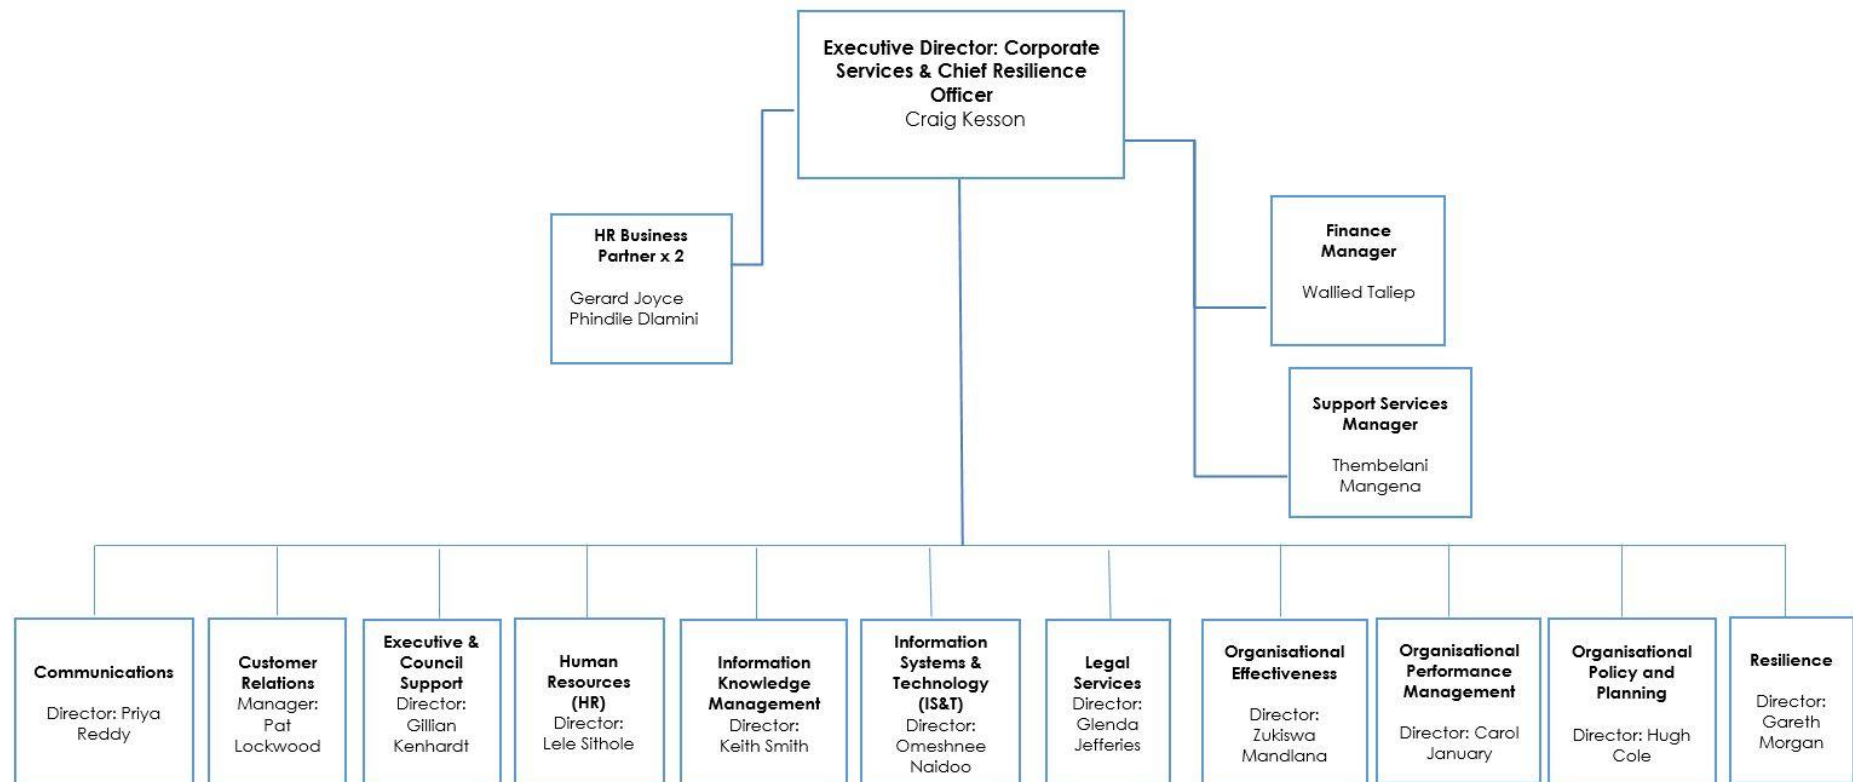 Executive Director: Corporate
Services & Chief Resilience
Officer
Craig Kesson
HR Business
Partner x 2
Gerard Joyce
Phindile Dlamini
Finance
Manager
Wallied Taliep
Support Services
Manager
Thembelani
Mangena
Communications
Director: Priya
Reddy
Customer
Relations
Manager:
Pat
Lockwood
Executive &
Council
Support
Director:
Gillian
Kenhardt
Human
Resources
(HR)
Director:
Lele Sithole
Information
Knowledge
Management
Director:
Keith Smith
Information
Systems &
Technology
(IS&T)
Director:
Omeshnee
Naidoo
Legal
Services
Director:
Glenda
Jefferies
Organisational
Effectiveness
Director:
Zukiswa
Mandlana
Organisational
Performance
Management
Director: Carol
January
Organisational
Policy and
Planning
Director: Hugh
Cole
Resilience
Director:
Gareth
Morgan